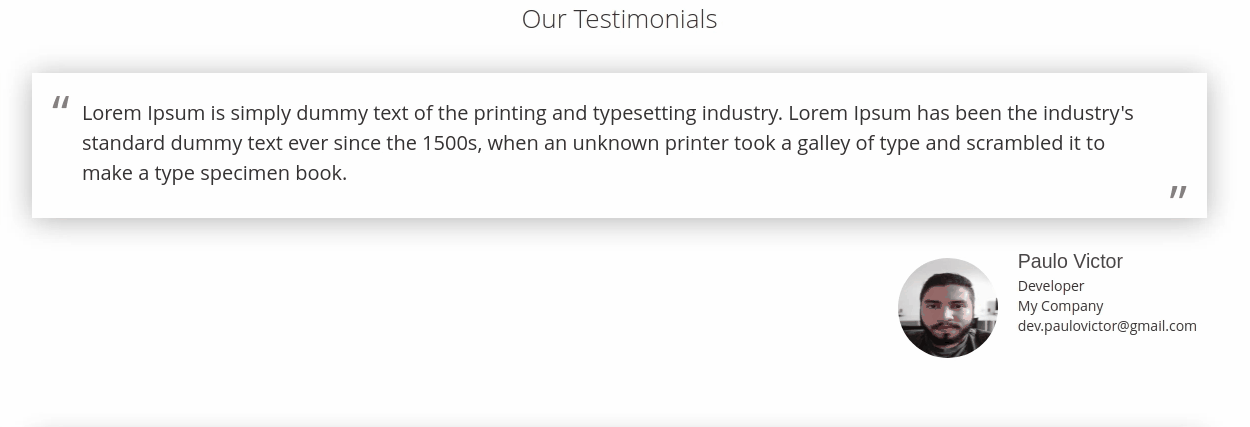 Our Testimonials
“ Lorem Ipsum is simply dummy text of the printing and typesetting industry. Lorem Ipsum has been the industry's
standard dummy text ever since the 1500s, when an unknown printer took a galley of type and scrambled it to
make a type specimen book.
”
Paulo Victor
Developer
My Company
dev.paulovictor@gmail.com